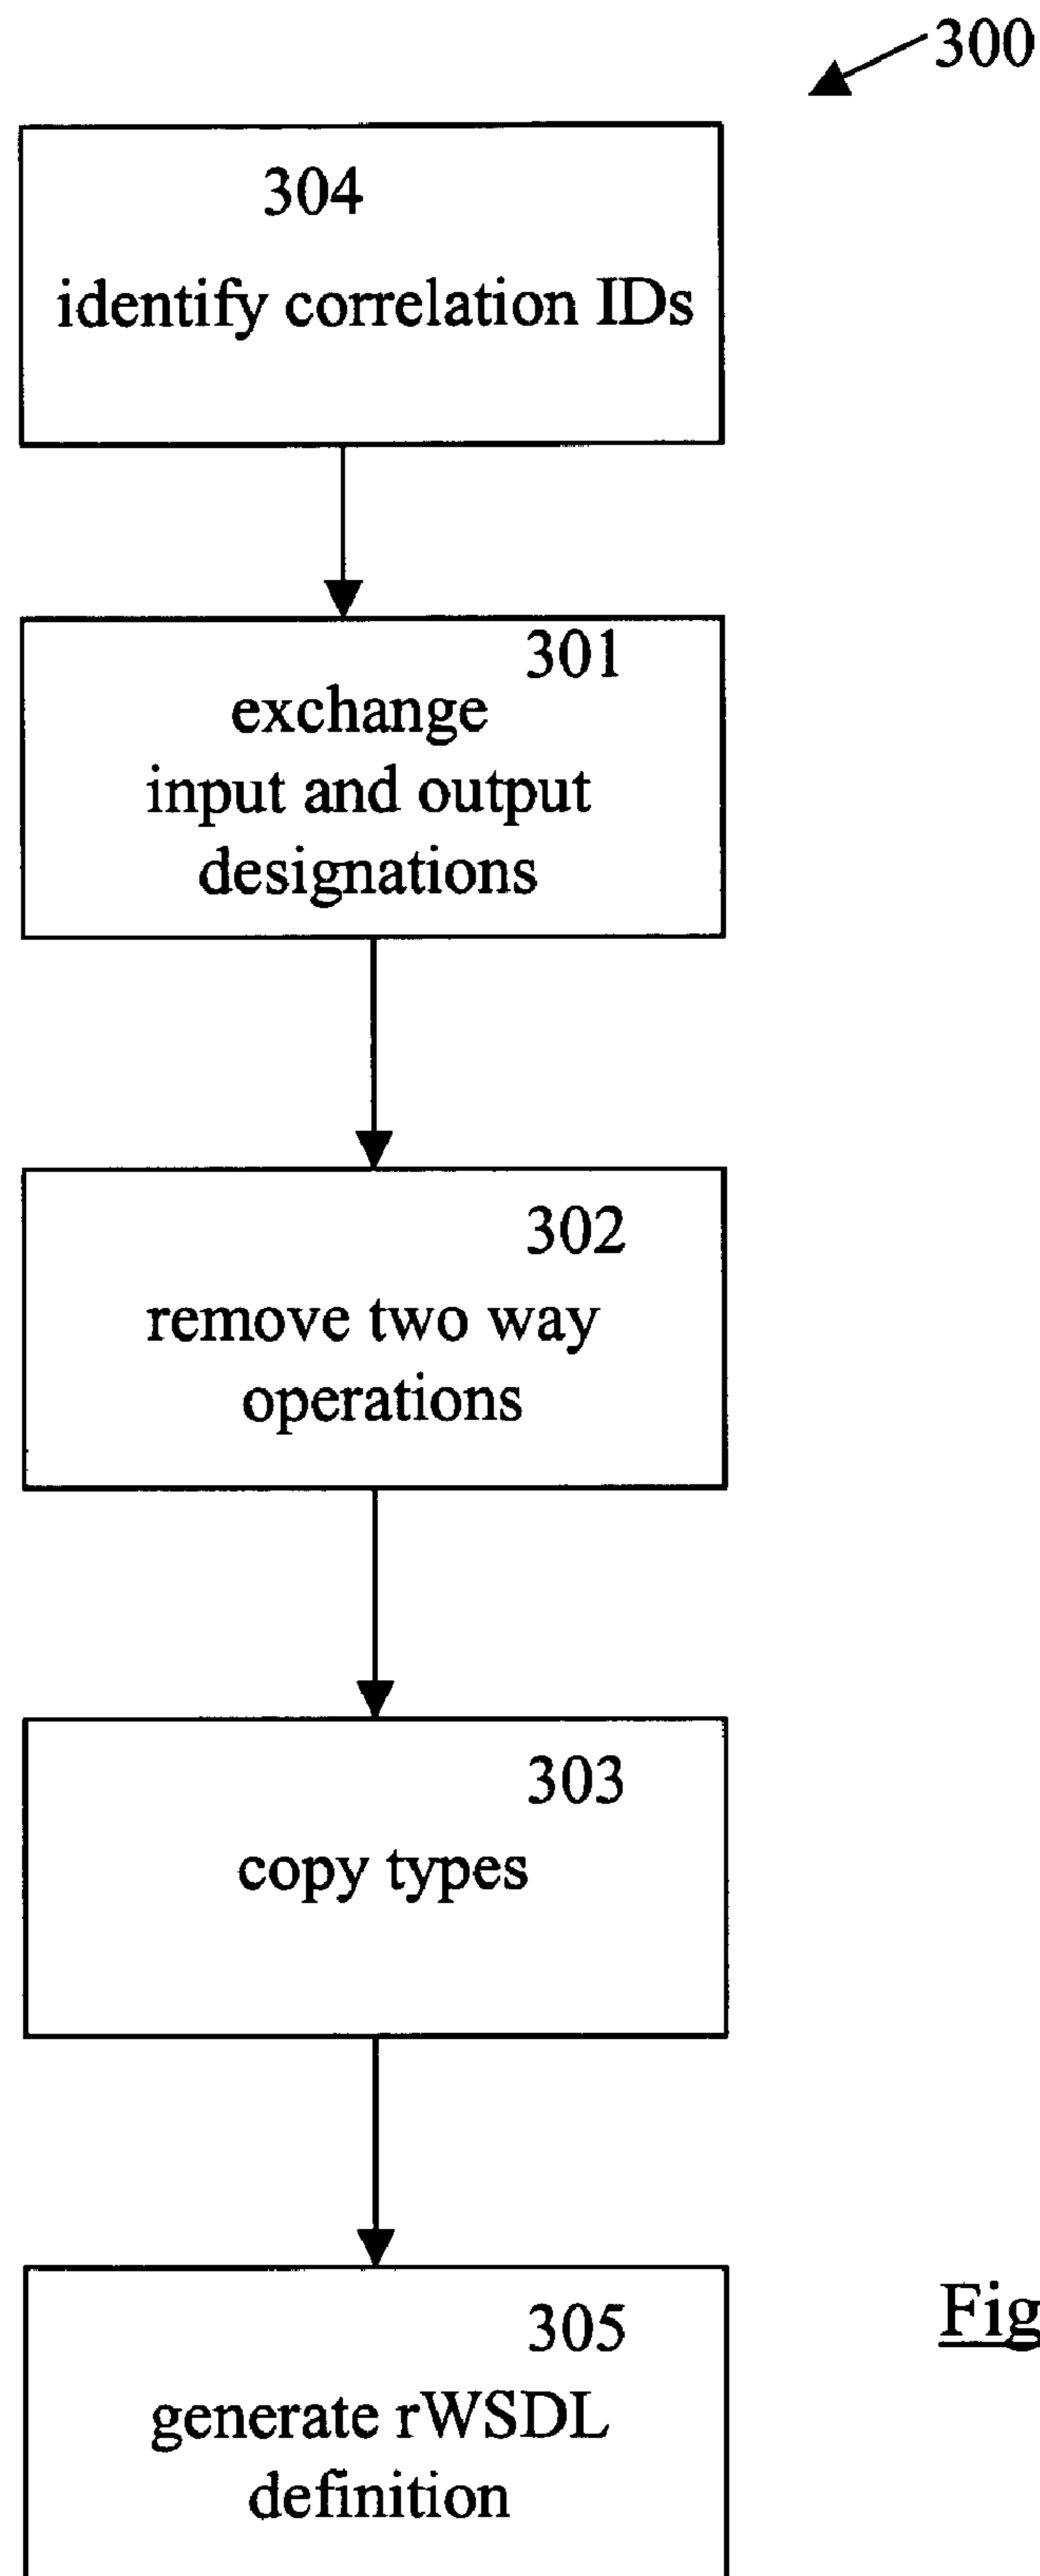 300
304
identify correlation IDs
301
exchange
input and output
designations
302
remove two way
operations
303
copy types
305
generate rWSDL
definition
Fig